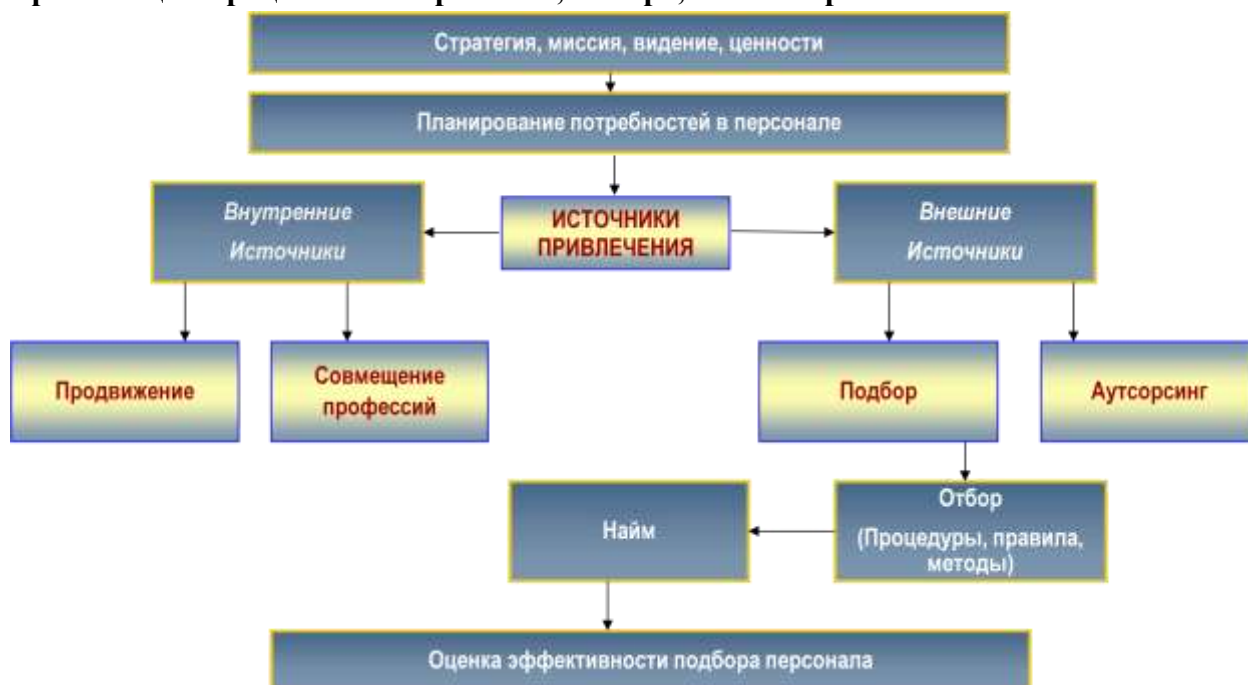 Стратегия, миссия, видение, ценности
Планирование потребностей в персонале
Внутренние
Источники
ИСТОЧНИКИ
ПРИВЛЕЧЕНИЯ
Внешние
Источники
Продвижение
Совмещение
профессий
Подбор
Аутсорсинг
Найм
Отбор
(Процедуры, правила,
методы)
Оценка эффективности подбора персонала